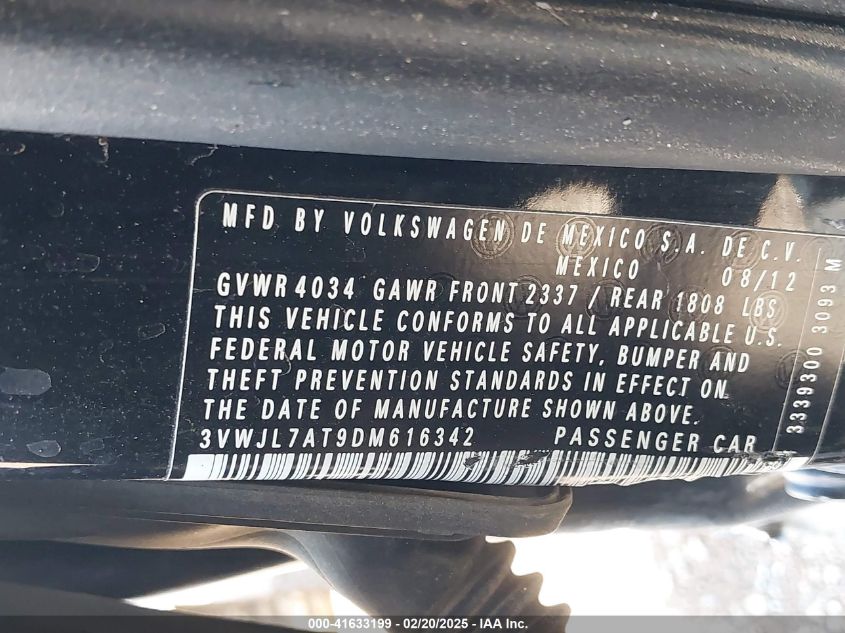 MFD BY VOLKSWAGEN DE MEXICO S.A. DE C.V.
MEXICO 08/12
GVWR 4034 GAWR FRONT 2337 / REAR 1808 LBS
THIS VEHICLE CONFORMS TO ALL APPLICABLE U.S.
FEDERAL MOTOR VEHICLE SAFETY, BUMPER AND
THEFT PREVENTION STANDARDS IN EFFECT ON
THE DATE OF MANUFACTURE SHOWN ABOVE.
3VWJL7AT9DM616342 PASSENGER CAR
3339300 3093 M
000-41633199 - 02/20/2025 - IAA Inc.